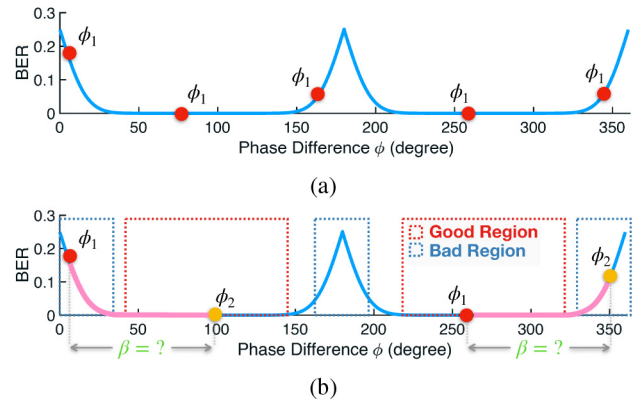 0.3
0.2
0.1
0
BER
ϕ₁
ϕ₁
ϕ₁
ϕ₁
ϕ₁
0 50 100 150 200 250 300 350
Phase Difference ϕ (degree)
(a)
0.3
0.2
0.1
0
BER
ϕ₁
ϕ₂
ϕ₁
ϕ₂
Good Region
Bad Region
0 50 100 150 200 250 300 350
β = ?
Phase Difference ϕ (degree)
β = ?
(b)